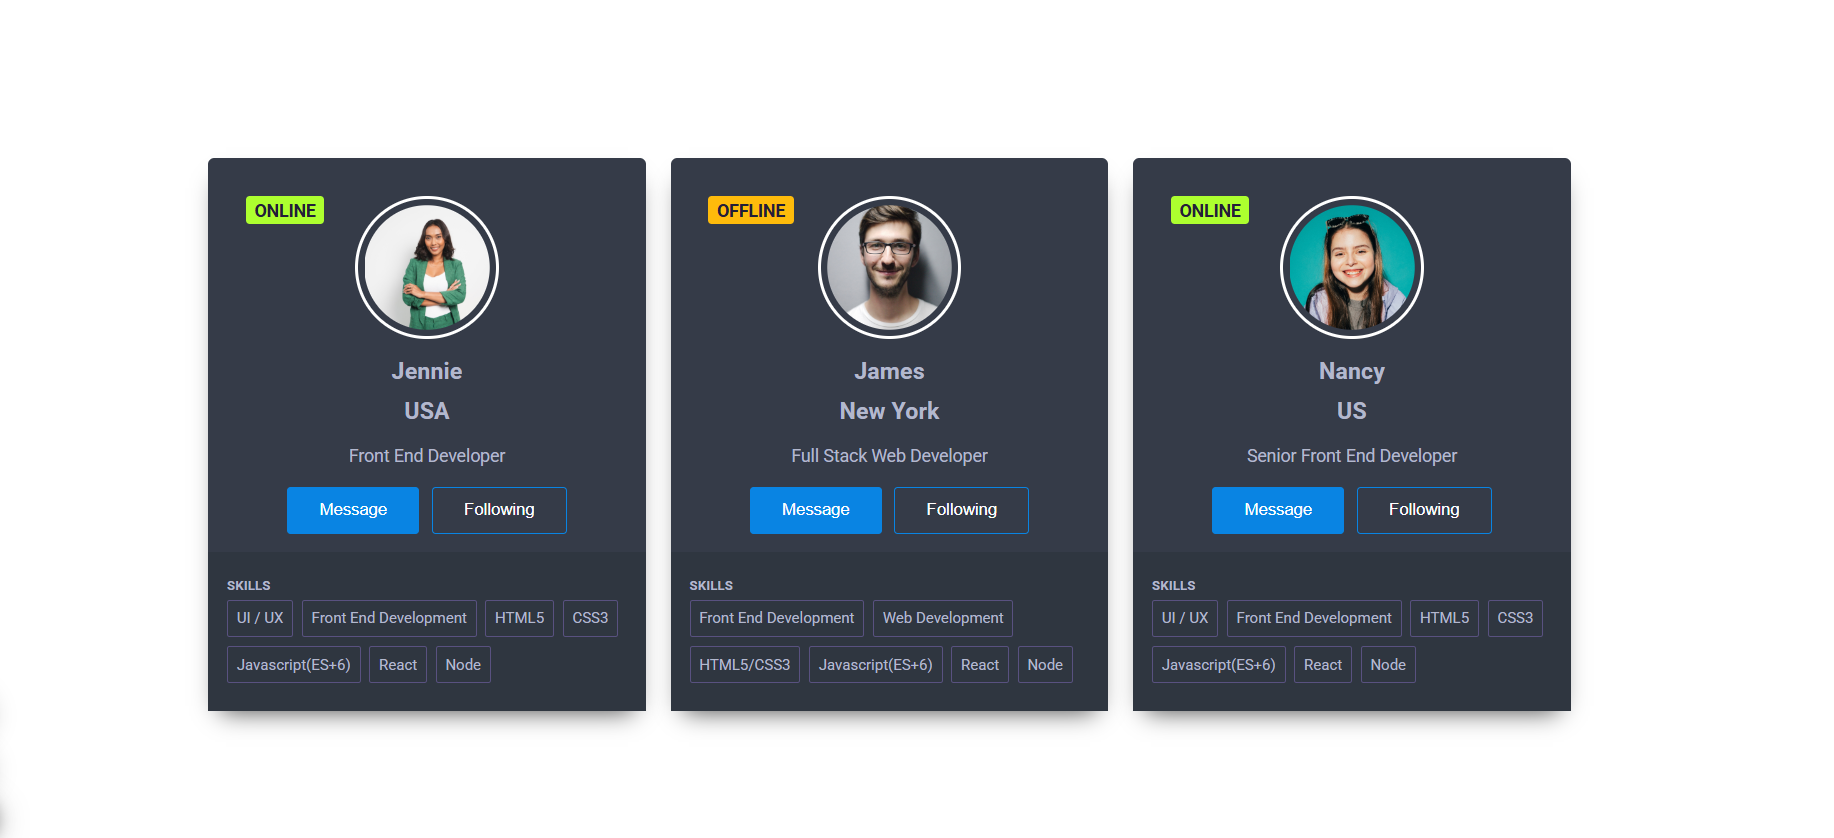 ONLINE
Jennie
USA
Front End Developer
Message Following
SKILLS
UI / UX Front End Development HTML5 CSS3
Javascript(ES+6) React Node
OFFLINE
James
New York
Full Stack Web Developer
Message Following
SKILLS
Front End Development Web Development
HTML5/CSS3 Javascript(ES+6) React Node
ONLINE
Nancy
US
Senior Front End Developer
Message Following
SKILLS
UI / UX Front End Development HTML5 CSS3
Javascript(ES+6) React Node